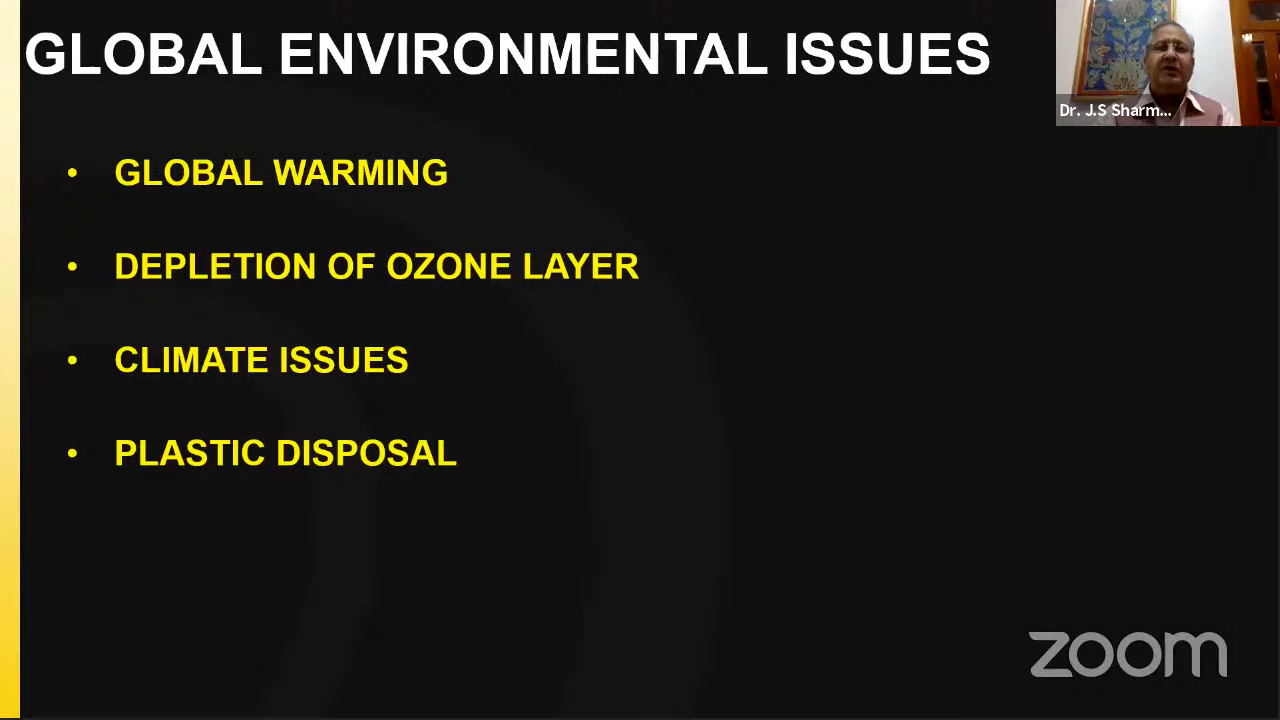 GLOBAL ENVIRONMENTAL ISSUES
Dr. J.S Sharm...
• GLOBAL WARMING
• DEPLETION OF OZONE LAYER
• CLIMATE ISSUES
• PLASTIC DISPOSAL
zoom